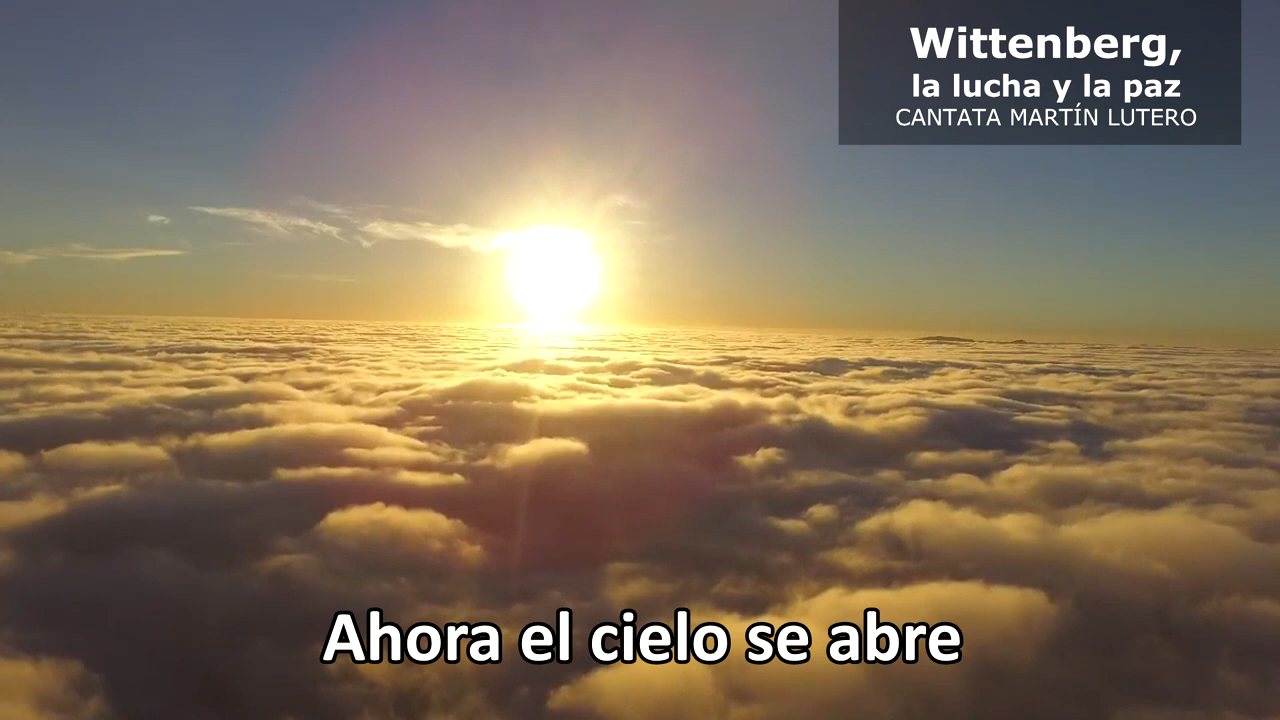 Wittenberg,
la lucha y la paz
CANTATA MARTÍN LUTERO
Ahora el cielo se abre